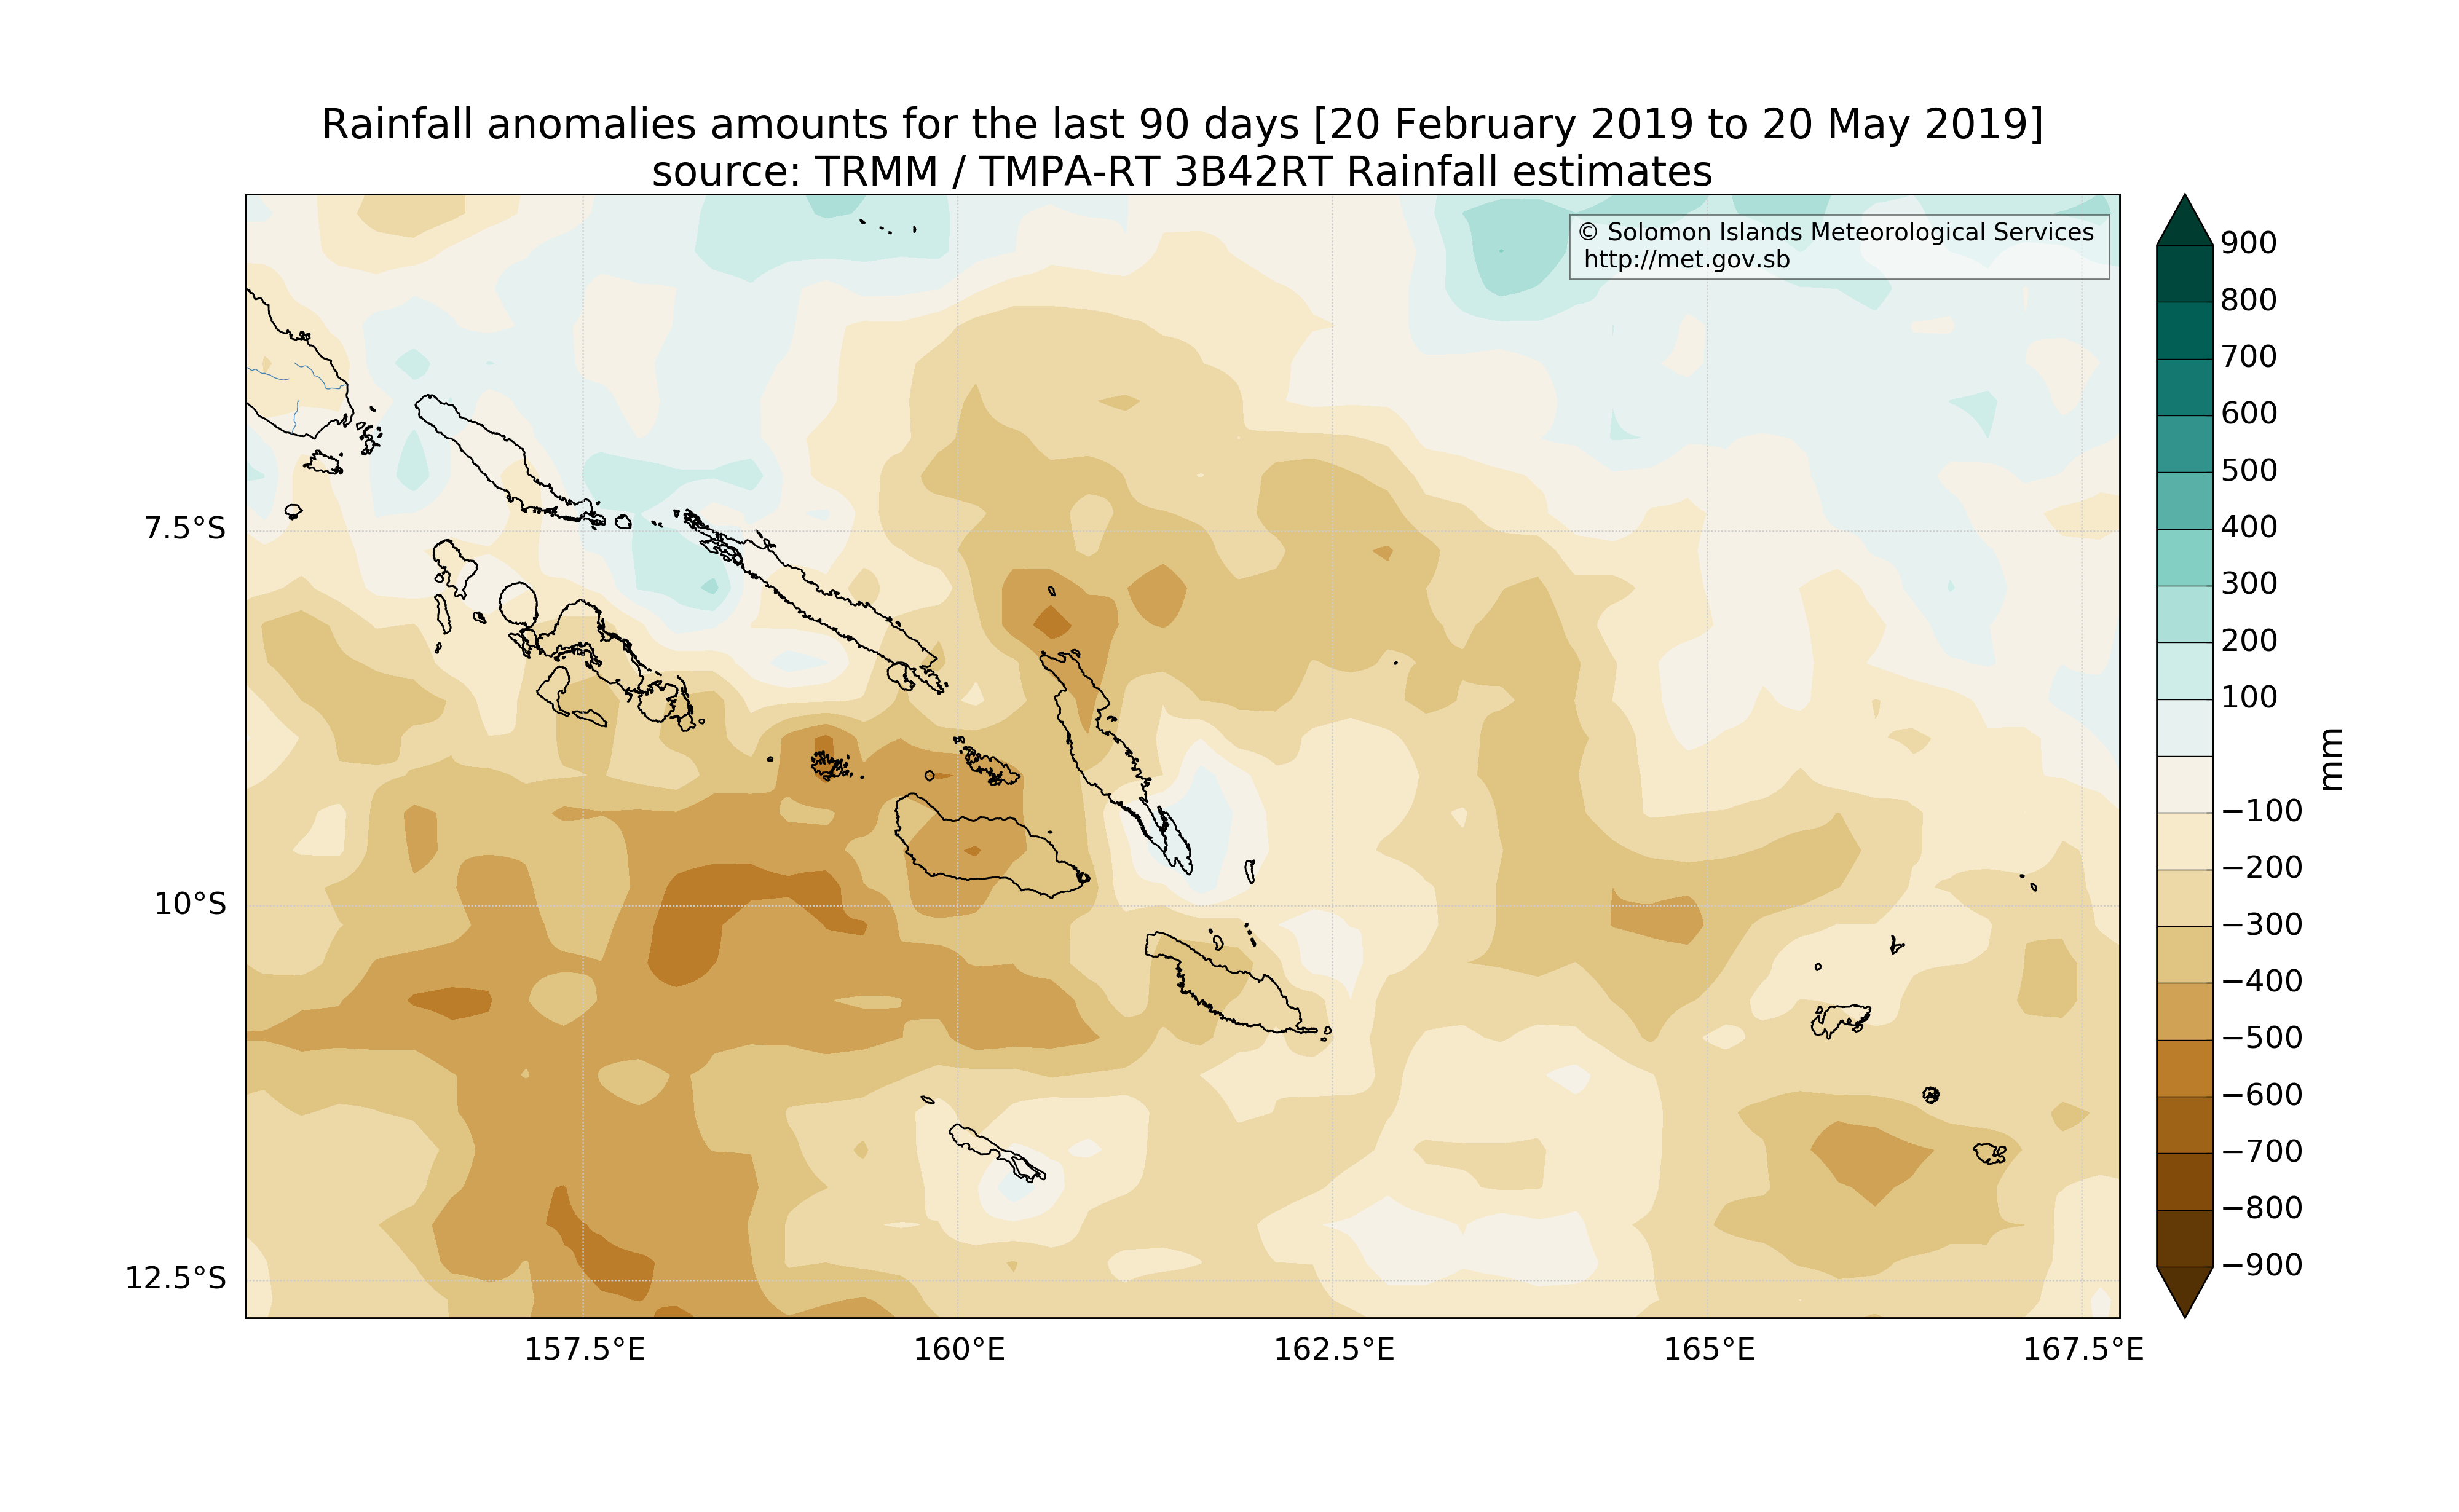 Rainfall anomalies amounts for the last 90 days [20 February 2019 to 20 May 2019]
source: TRMM / TMPA-RT 3B42RT Rainfall estimates
© Solomon Islands Meteorological Services
http://met.gov.sb
7.5°S
10°S
12.5°S
157.5°E
160°E
162.5°E
165°E
167.5°E
900
800
700
600
500
400
300
200
100
−100
−200
−300
−400
−500
−600
−700
−800
−900
mm